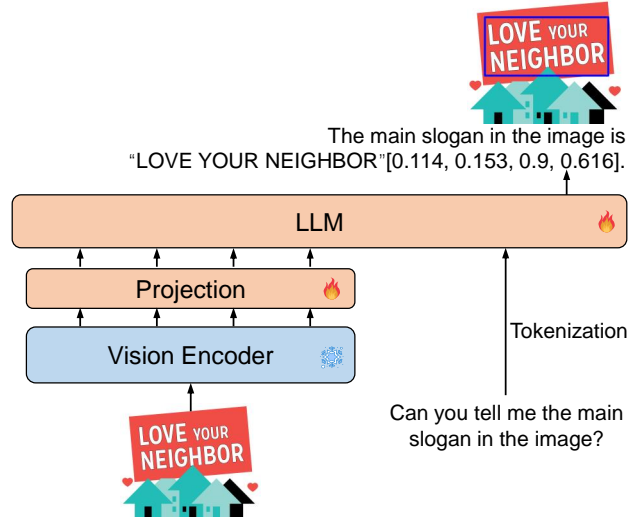 LOVE YOUR
NEIGHBOR
The main slogan in the image is
“LOVE YOUR NEIGHBOR”[0.114, 0.153, 0.9, 0.616].
LLM
Projection
Vision Encoder
Tokenization
LOVE YOUR
NEIGHBOR
Can you tell me the main
slogan in the image?